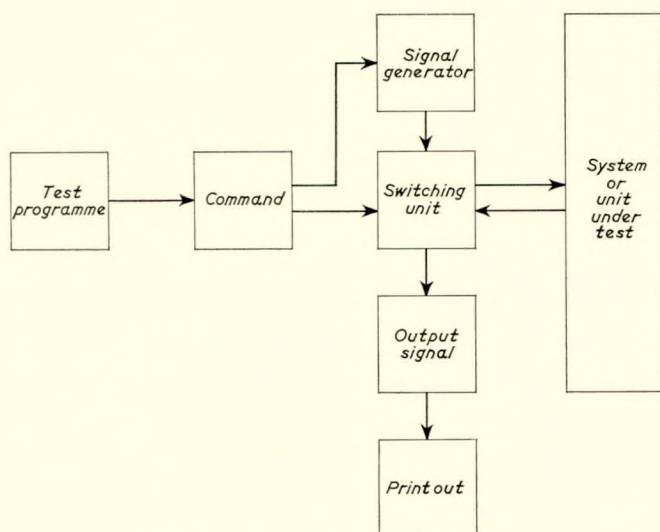 Signal
generator
System
or
unit
under
test
Test
programme
Command
Switching
unit
Output
signal
Print out